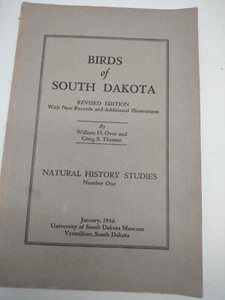 BIRDS
of
SOUTH DAKOTA
REVISED EDITION
With New Records and Additional Illustrations
By
William H. Over and
Craig S. Thoms
NATURAL HISTORY STUDIES
Number One
January, 1946
University of South Dakota Museum
Vermillion, South Dakota